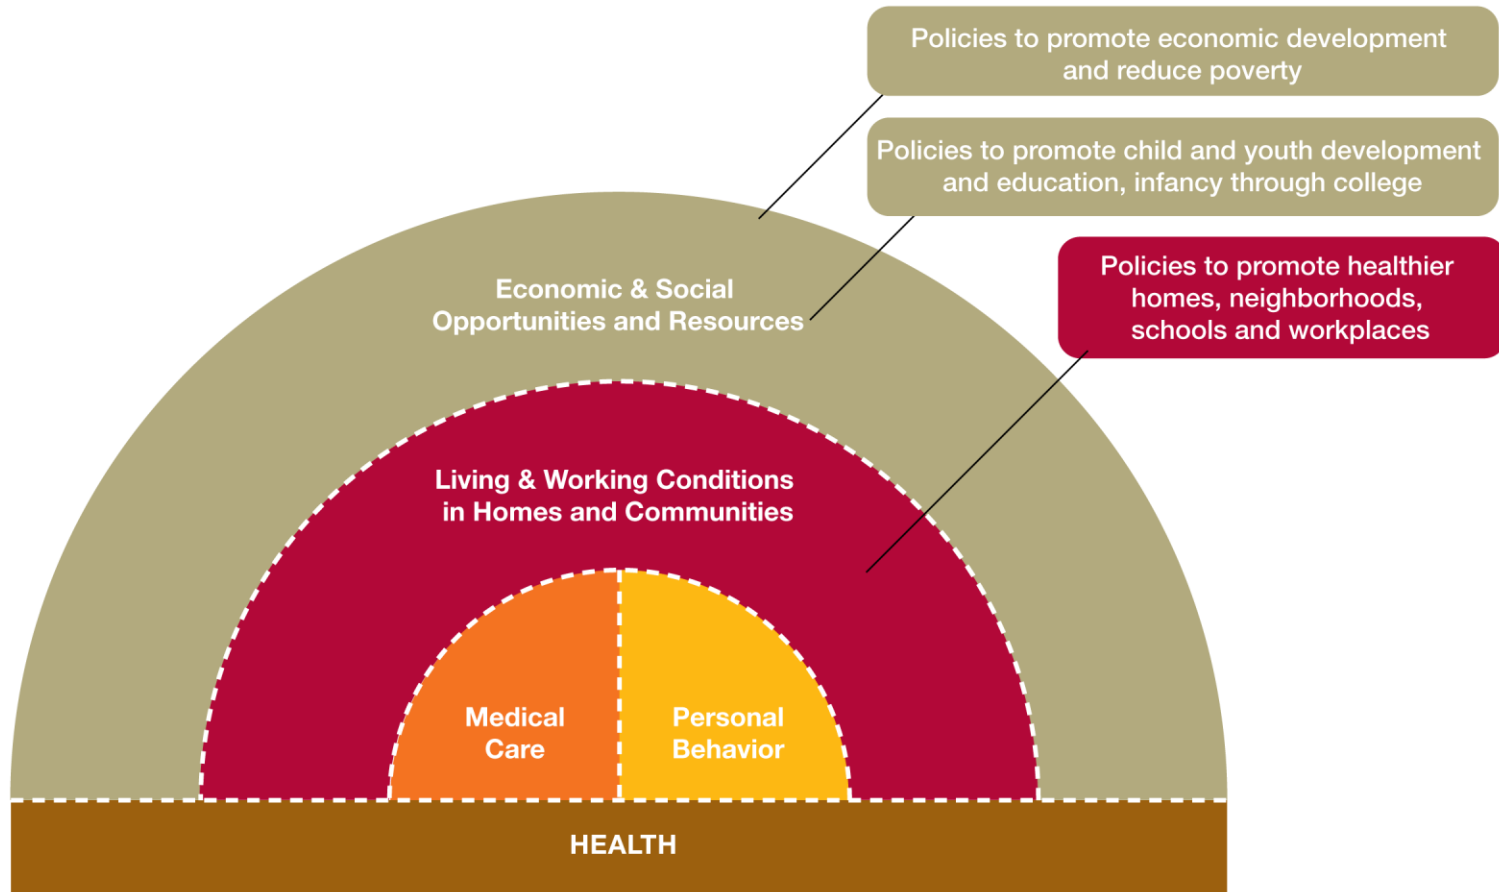 Policies to promote economic development
and reduce poverty
Policies to promote child and youth development
and education, infancy through college
Policies to promote healthier
homes, neighborhoods,
schools and workplaces
Economic & Social
Opportunities and Resources
Living & Working Conditions
in Homes and Communities
Medical
Care
Personal
Behavior
HEALTH